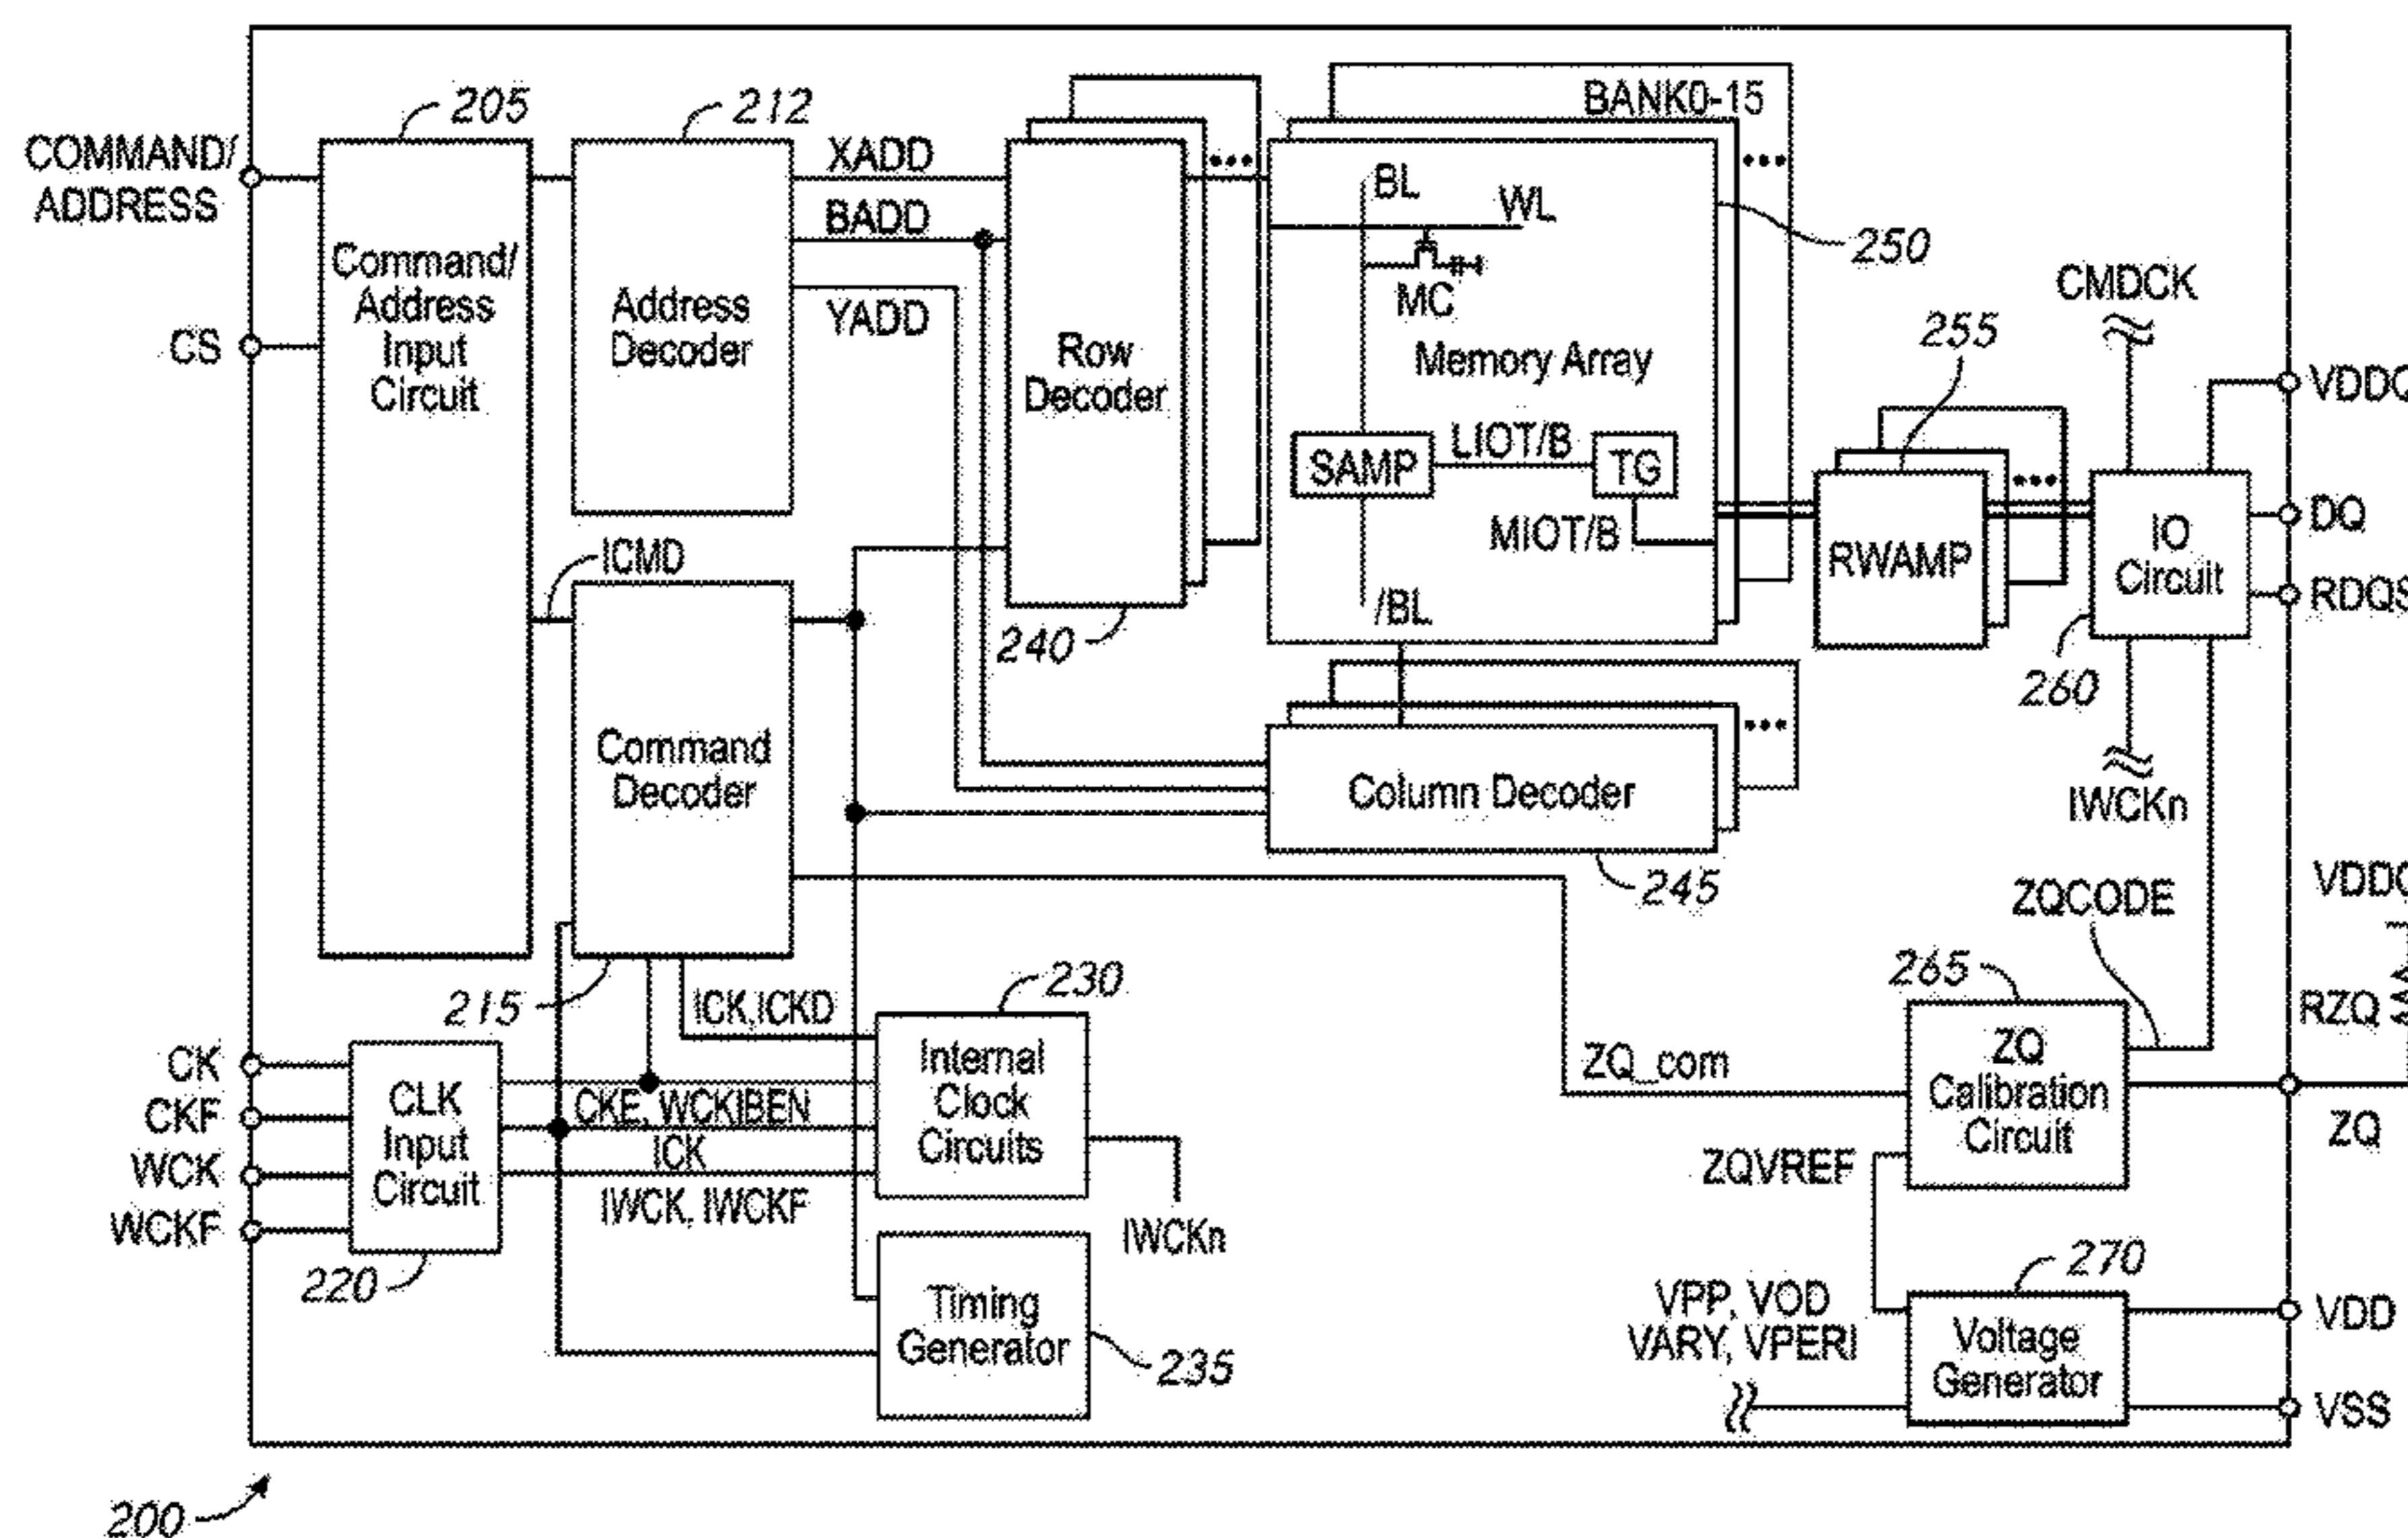 205
COMMAND/
ADDRESS
CS
Command/
Address
Input
Circuit
212
Address
Decoder
XADD
BADD
YADD
Row
Decoder
240
BANK0-15
BL
WL
MC
Memory Array
SAMP
LIOT/B
TG
MIOT/B
/BL
250
255
RWAMP
CMDCK
IO
Circuit
260
IWCKn
VDDQ
DQ
RDQS
ICMD
Command
Decoder
215
Column Decoder
245
ICK,ICKD
230
Internal
Clock
Circuits
CK
CKF
WCK
WCKF
CLK
Input
Circuit
220
CKE, WCKIBEN
ICK
IWCK, IWCKF
IWCKn
Timing
Generator
235
ZQ_com
ZQCODE
265
ZQ
Calibration
Circuit
VDDQ
RZQ
ZQ
ZQVREF
270
VPP, VOD
VARY, VPERI
Voltage
Generator
VDD
VSS
200